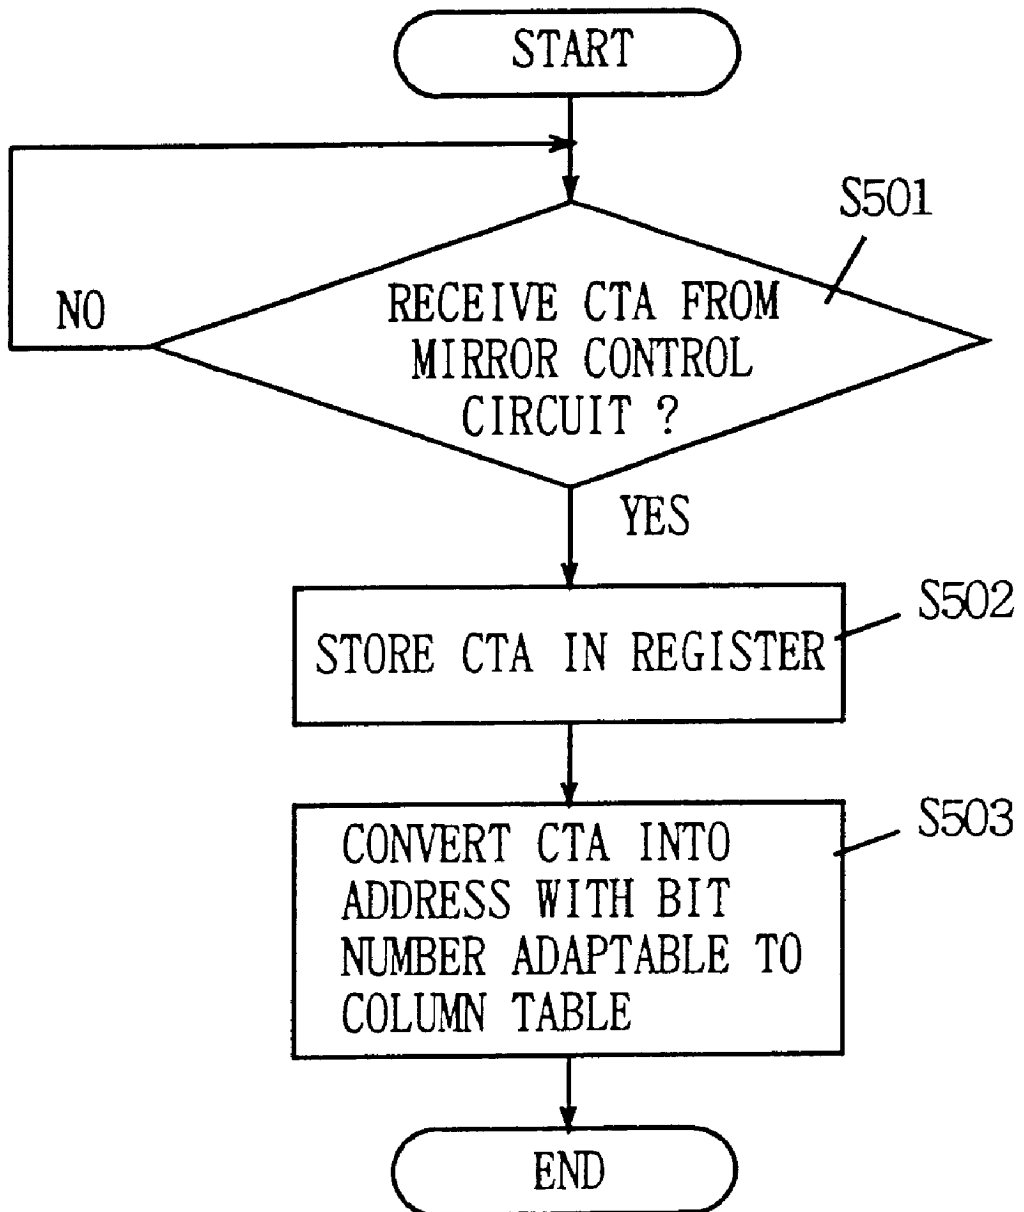 START
S501
RECEIVE CTA FROM
MIRROR CONTROL
CIRCUIT ?
NO
YES
S502
STORE CTA IN REGISTER
S503
CONVERT CTA INTO
ADDRESS WITH BIT
NUMBER ADAPTABLE TO
COLUMN TABLE
END